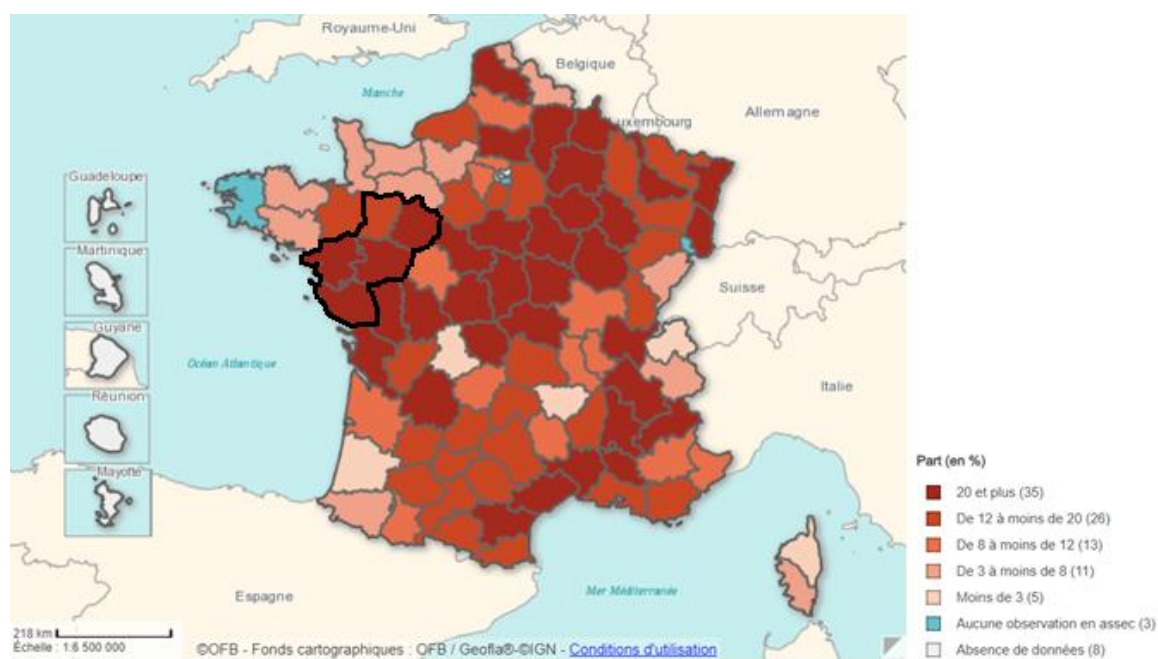 Royaume-Uni
Belgique
Manche
Luxembourg
Allemagne
Guadeloupe
Martinique
Guyane
Réunion
Mayotte
Suisse
Océan Atlantique
Italie
Espagne
Mer Méditerranée
218 km
Échelle : 1:6 500 000
©OFB - Fonds cartographiques : OFB / Geofla®-©IGN - Conditions d'utilisation
Part (en %)
20 et plus (35)
De 12 à moins de 20 (26)
De 8 à moins de 12 (13)
De 3 à moins de 8 (11)
Moins de 3 (5)
Aucune observation en assec (3)
Absence de données (8)